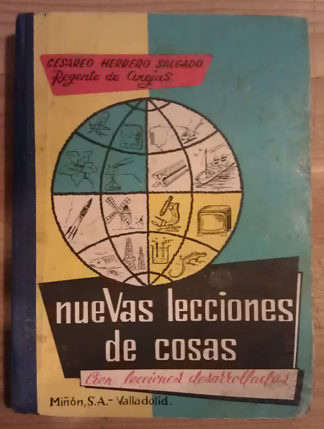 CESAREO HERRERO SALGADO
Regente de Anejas
nueVas lecciones
de cosas
Cien lecciones desarrolladas
Miñón, S.A.- Valladolid.